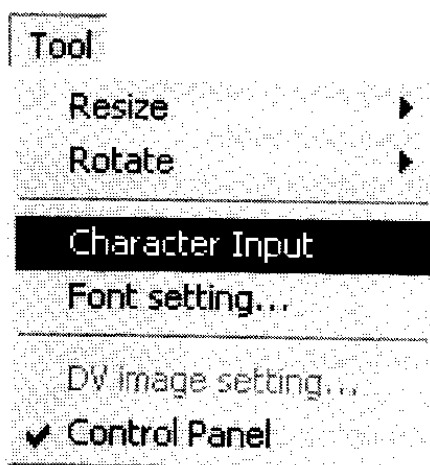 Tool
Resize
Rotate
Character Input
Font setting...
DV image setting...
Control Panel